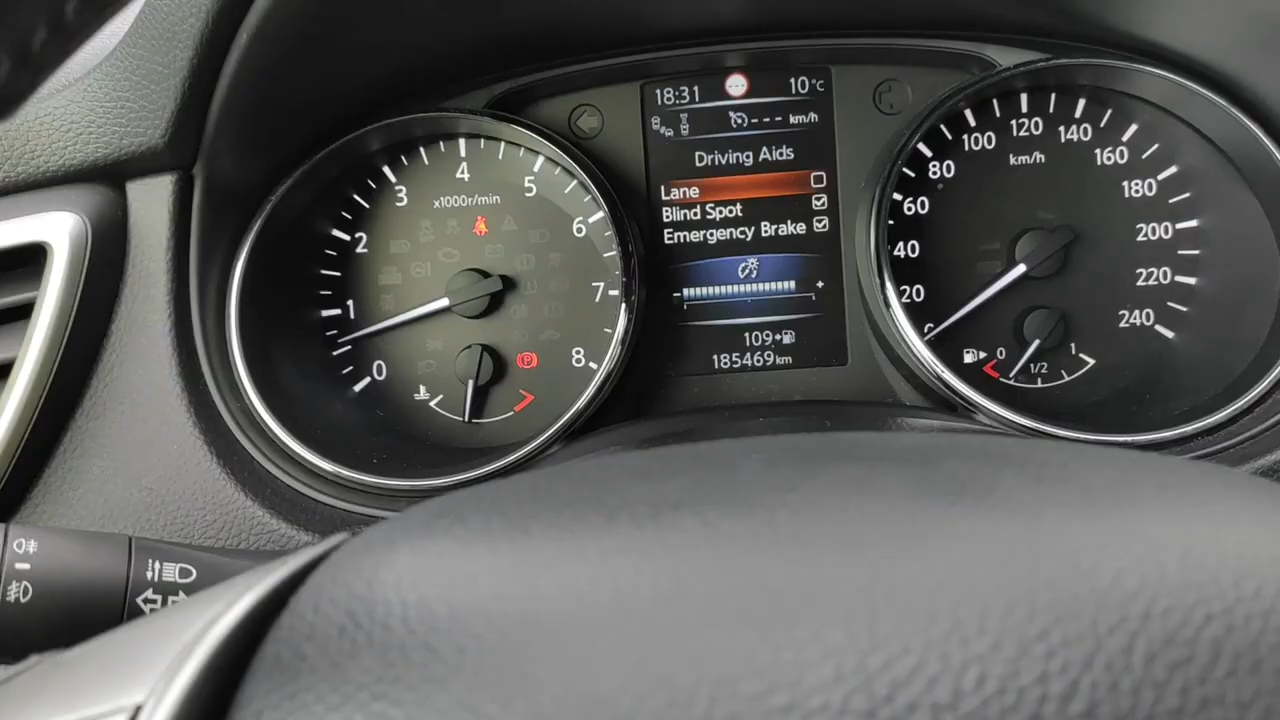 4
3
5
x1000r/min
2
6
1
7
0
8
P
18:31
10°C
--- km/h
Driving Aids
Lane
Blind Spot
Emergency Brake
- +
109
185469km
120
100
140
km/h
80
160
60
180
40
200
20
220
0
240
0
1/2
1